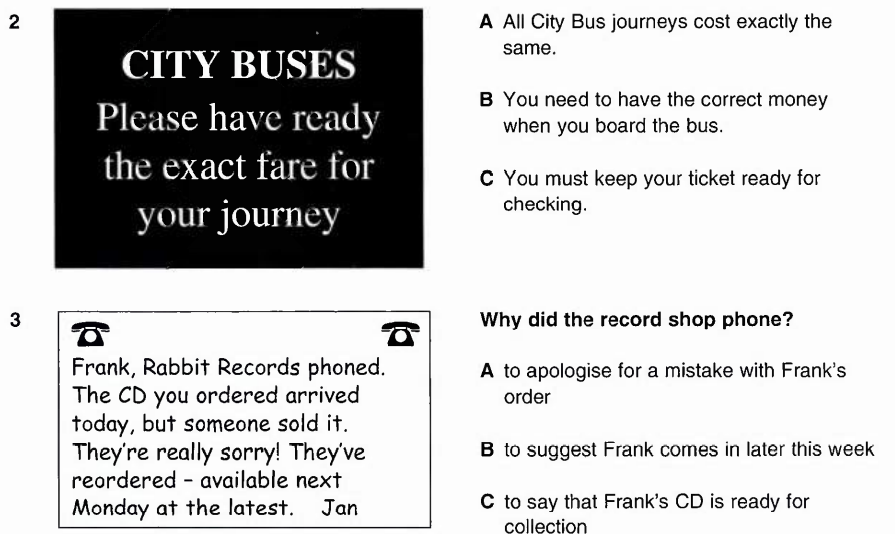 2
CITY BUSES
Please have ready
the exact fare for
your journey
A All City Bus journeys cost exactly the
same.
B You need to have the correct money
when you board the bus.
C You must keep your ticket ready for
checking.
3
Frank, Rabbit Records phoned.
The CD you ordered arrived
today, but someone sold it.
They're really sorry! They've
reordered – available next
Monday at the latest. Jan
Why did the record shop phone?
A to apologise for a mistake with Frank's
order
B to suggest Frank comes in later this week
C to say that Frank's CD is ready for
collection